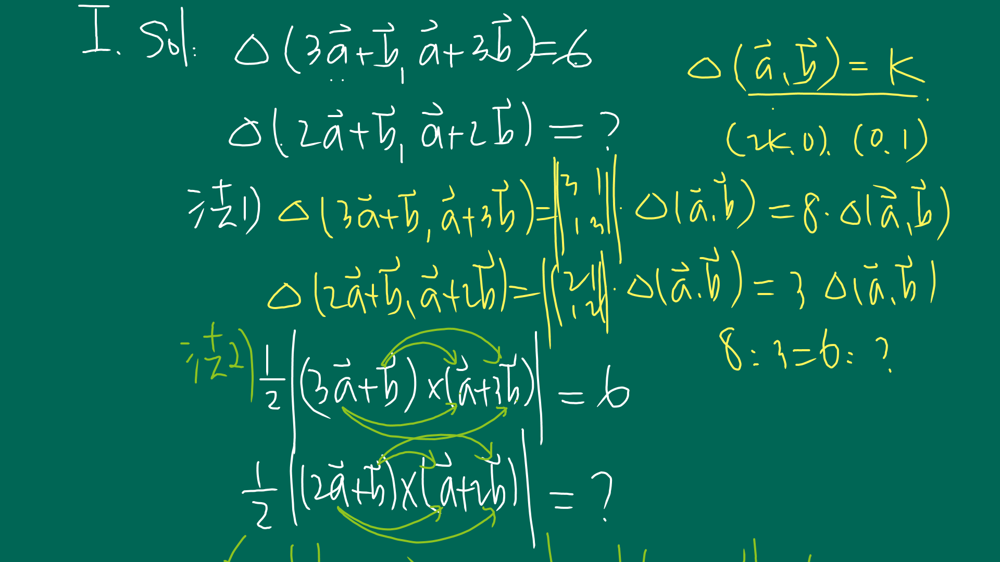 I. Sol: △(3a⃗+b⃗, a⃗+3b⃗)=6
△(2a⃗+b⃗, a⃗+2b⃗)=?
△(a⃗,b⃗)=K
(2K,0). (0,1)
法1) △(3a⃗+b⃗, a⃗+3b⃗)=||3 1
1 3||·△(a⃗,b⃗)=8·△(a⃗,b⃗)
△(2a⃗+b⃗, a⃗+2b⃗)=||2 1
1 2||·△(a⃗,b⃗)=3△(a⃗,b⃗)
8:3=6:?
法2) 1/2|(3a⃗+b⃗)×(a⃗+3b⃗)|=6
1/2|(2a⃗+b⃗)×(a⃗+2b⃗)|=?